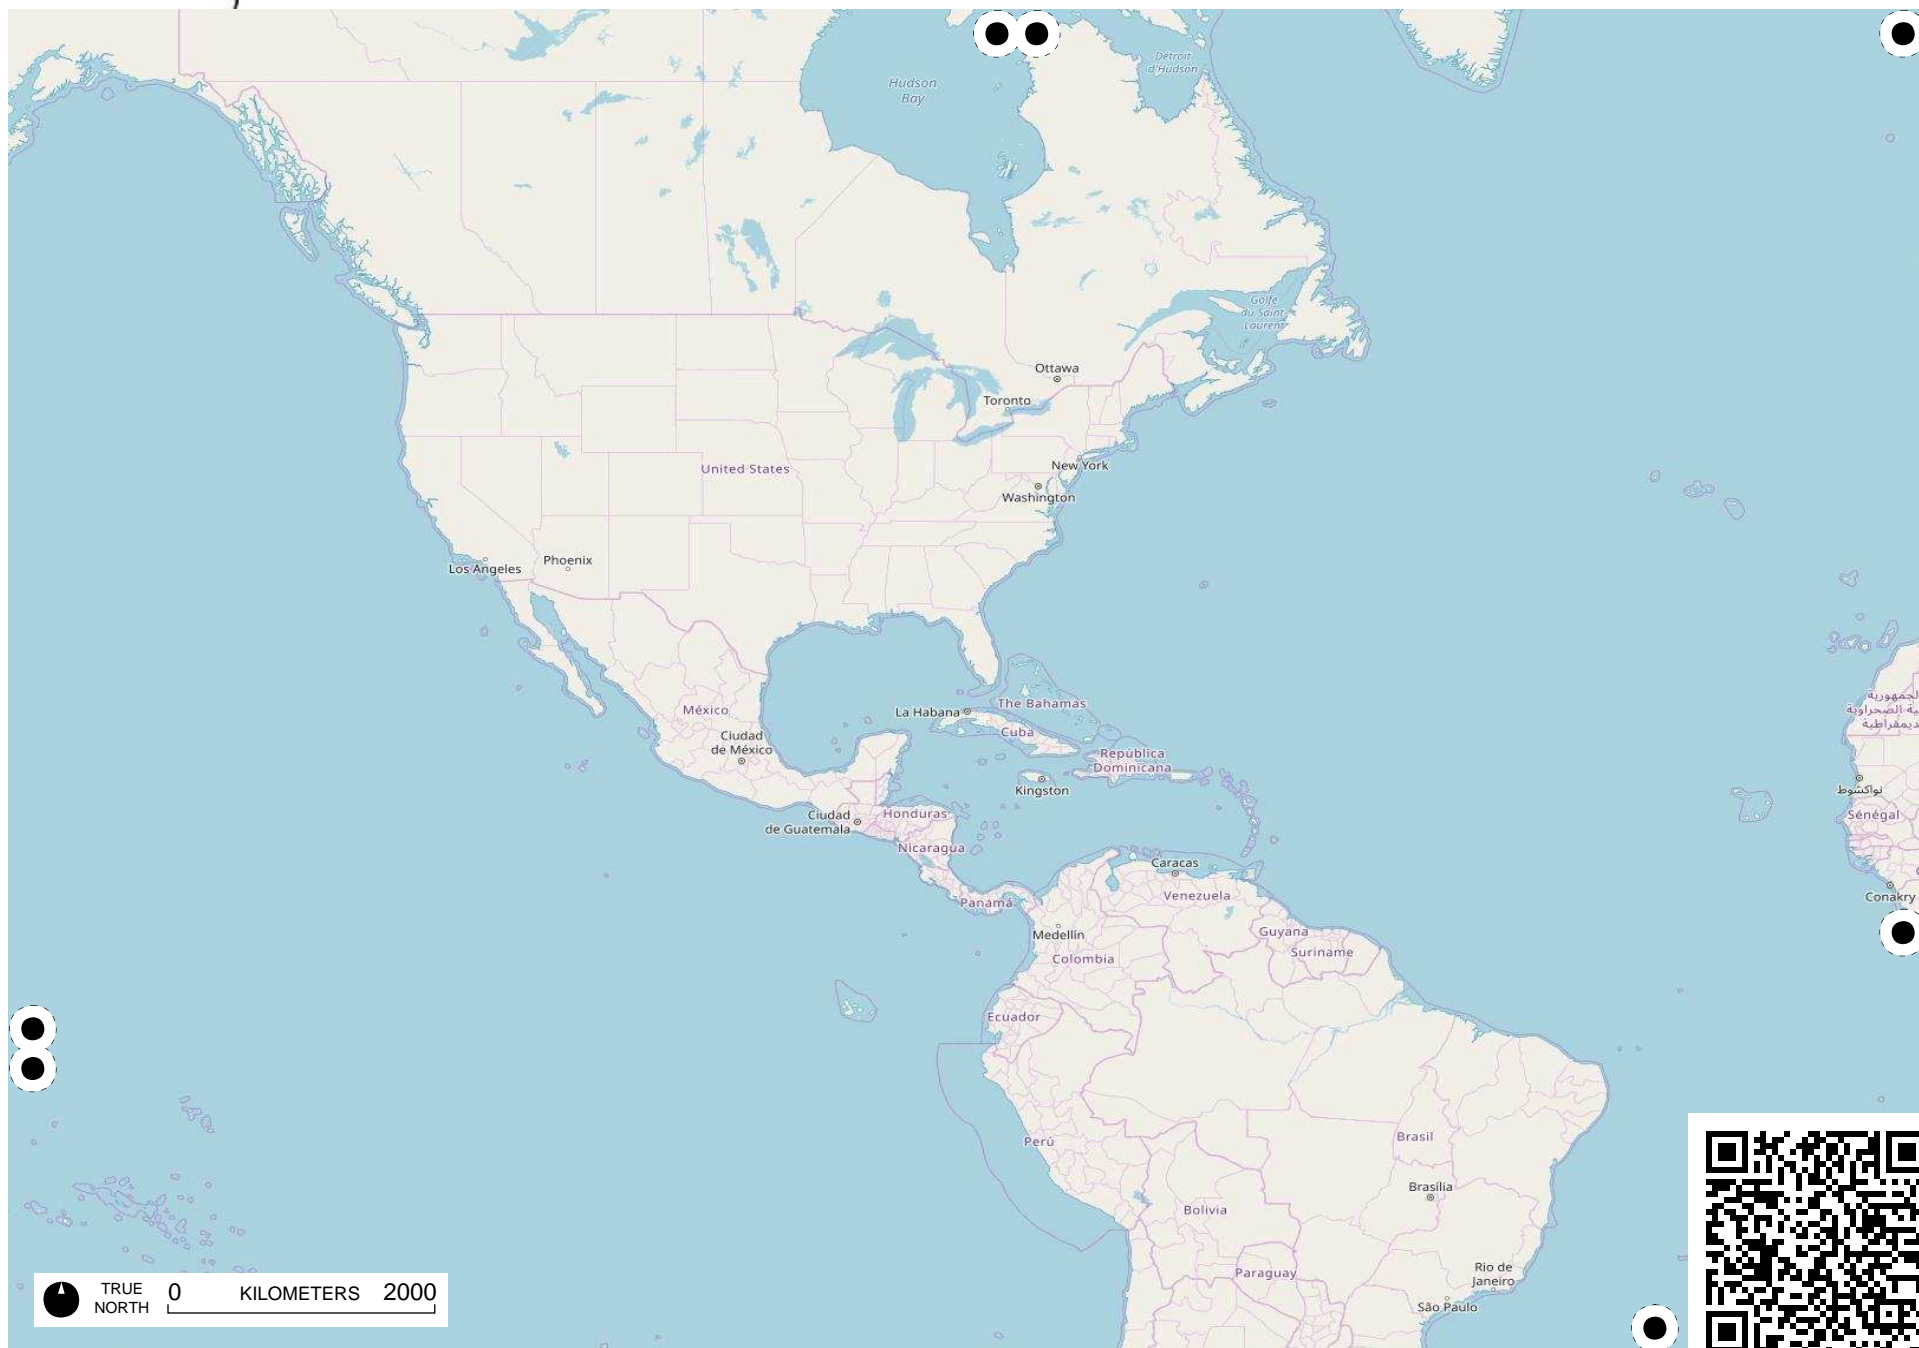 Détroit
d'Hudson
Hudson
Bay
Golfe
du Saint
Laurent
Ottawa
Toronto
New York
United States
Washington
Phoenix
Los Angeles
México
La Habana
The Bahamas
Cuba
Ciudad
de México
República
Dominicana
Kingston
نواكشوط
Ciudad
de Guatemala
Honduras
Sénégal
Nicaragua
Caracas
Venezuela
Conakry
Panamá
Medellín
Guyana
Colombia
Suriname
Ecuador
Perú
Brasil
Brasília
Bolivia
Paraguay
Rio de
Janeiro
São Paulo
TRUE
NORTH
0 KILOMETERS 2000